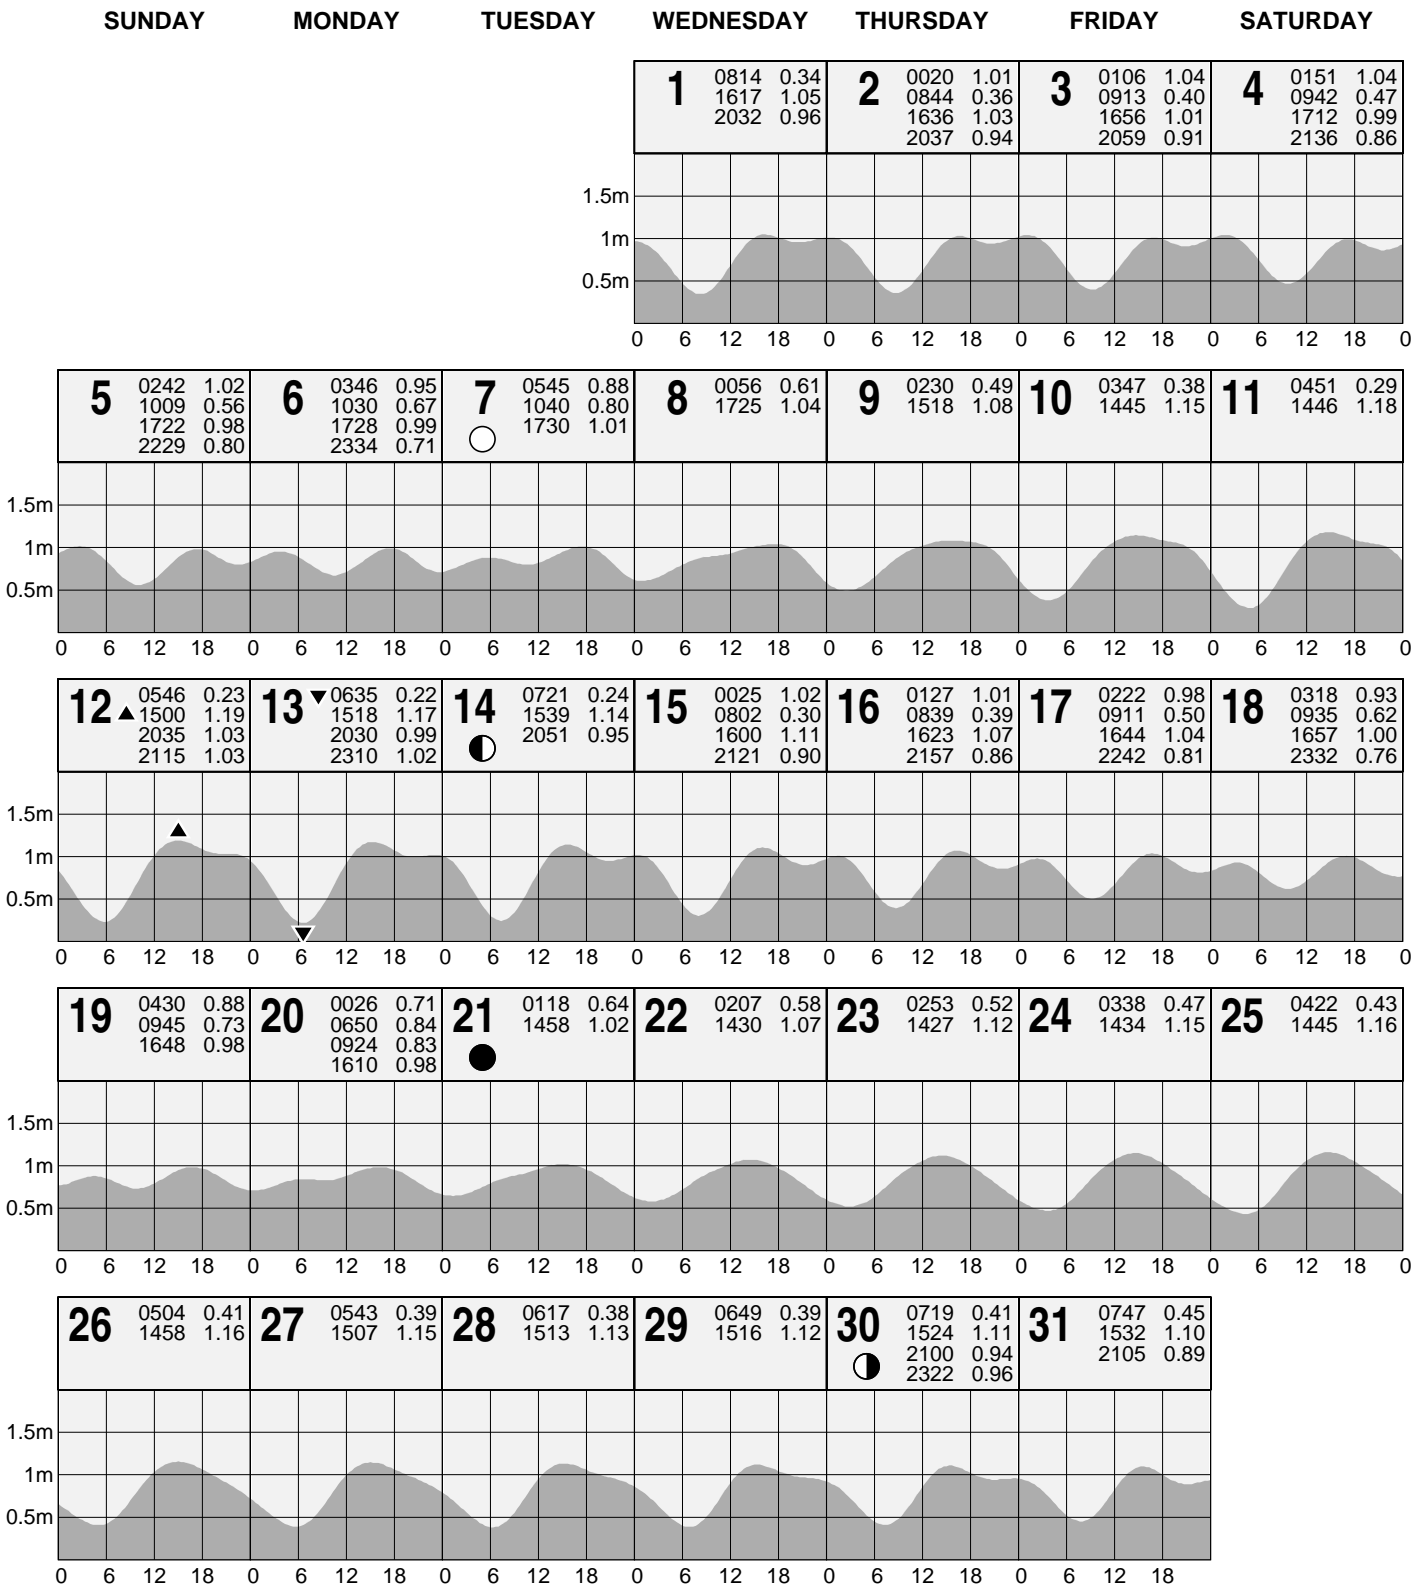 SUNDAY MONDAY TUESDAY WEDNESDAY THURSDAY FRIDAY SATURDAY
1 0814 0.34 2 0020 1.01 3 0106 1.04 4 0151 1.04
1617 1.05 0844 0.36 0913 0.40 0942 0.47
2032 0.96 1636 1.03 1656 1.01 1712 0.99
2037 0.94 2059 0.91 2136 0.86
1.5m
1m
0.5m
0 6 12 18 0 6 12 18 0 6 12 18 0 6 12 18 0
5 0242 1.02 6 0346 0.95 7 0545 0.88 8 0056 0.61 9 0230 0.49 10 0347 0.38 11 0451 0.29
1009 0.56 1030 0.67 1040 0.80 1725 1.04 1518 1.08 1445 1.15 1446 1.18
1722 0.98 1728 0.99 1730 1.01
2229 0.80 2334 0.71
1.5m
1m
0.5m
0 6 12 18 0 6 12 18 0 6 12 18 0 6 12 18 0 6 12 18 0 6 12 18 0 6 12 18 0
12 0546 0.23 13 0635 0.22 14 0721 0.24 15 0025 1.02 16 0127 1.01 17 0222 0.98 18 0318 0.93
1500 1.19 1518 1.17 1539 1.14 0802 0.30 0839 0.39 0911 0.50 0935 0.62
2035 1.03 2030 0.99 2051 0.95 1600 1.11 1623 1.07 1644 1.04 1657 1.00
2115 1.03 2310 1.02 2121 0.90 2157 0.86 2242 0.81 2332 0.76
1.5m
1m
0.5m
0 6 12 18 0 6 12 18 0 6 12 18 0 6 12 18 0 6 12 18 0 6 12 18 0 6 12 18 0
19 0430 0.88 20 0026 0.71 21 0118 0.64 22 0207 0.58 23 0253 0.52 24 0338 0.47 25 0422 0.43
0945 0.73 0650 0.84 1458 1.02 1430 1.07 1427 1.12 1434 1.15 1445 1.16
1648 0.98 0924 0.83
1610 0.98
1.5m
1m
0.5m
0 6 12 18 0 6 12 18 0 6 12 18 0 6 12 18 0 6 12 18 0 6 12 18 0 6 12 18 0
26 0504 0.41 27 0543 0.39 28 0617 0.38 29 0649 0.39 30 0719 0.41 31 0747 0.45
1458 1.16 1507 1.15 1513 1.13 1516 1.12 1524 1.11 1532 1.10
2100 0.94 2105 0.89
2322 0.96
1.5m
1m
0.5m
0 6 12 18 0 6 12 18 0 6 12 18 0 6 12 18 0 6 12 18 0 6 12 18